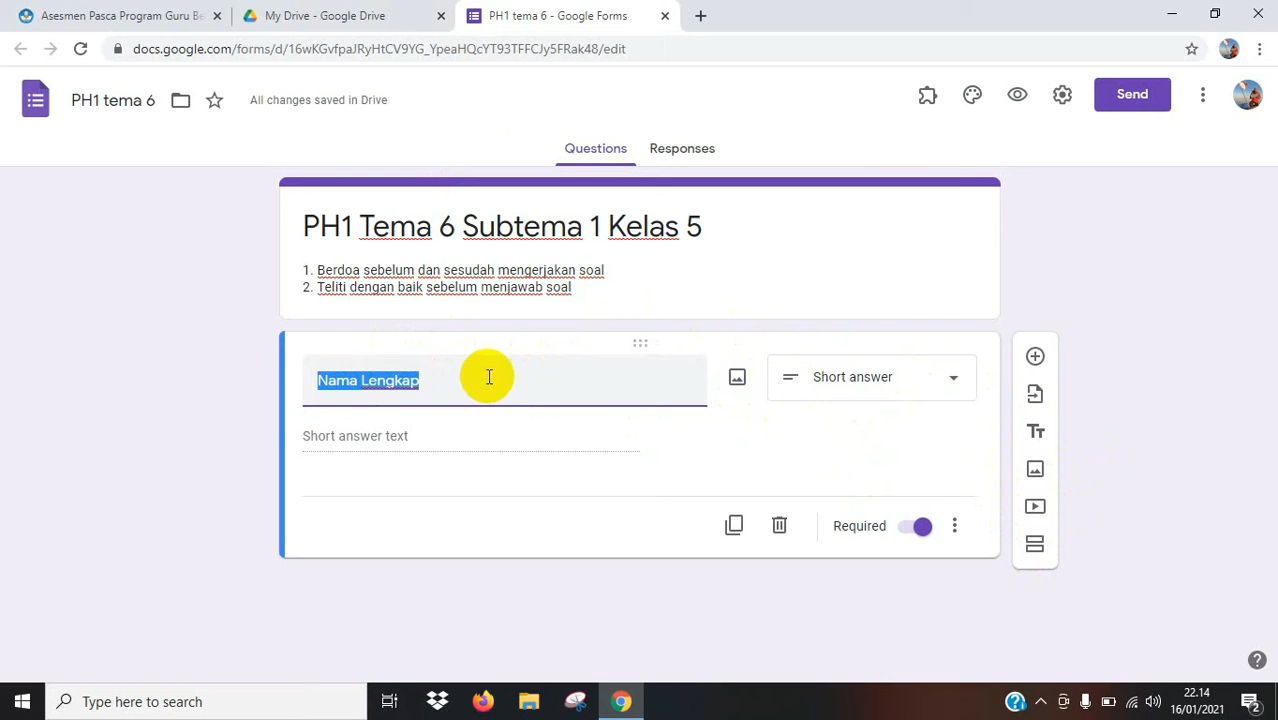 Asesmen Pasca Program Guru Be
My Drive - Google Drive
PH1 tema 6 - Google Forms
docs.google.com/forms/d/16wKGvfpaJRyHtCV9YG_YpeaHQcYT93TFFCJy5FRak48/edit
PH1 tema 6
All changes saved in Drive
Send
Questions
Responses
PH1 Tema 6 Subtema 1 Kelas 5
1. Berdoa sebelum dan sesudah mengerjakan soal
2. Teliti dengan baik sebelum menjawab soal
Nama Lengkap
Short answer
Short answer text
Required
Type here to search
22.14
16/01/2021